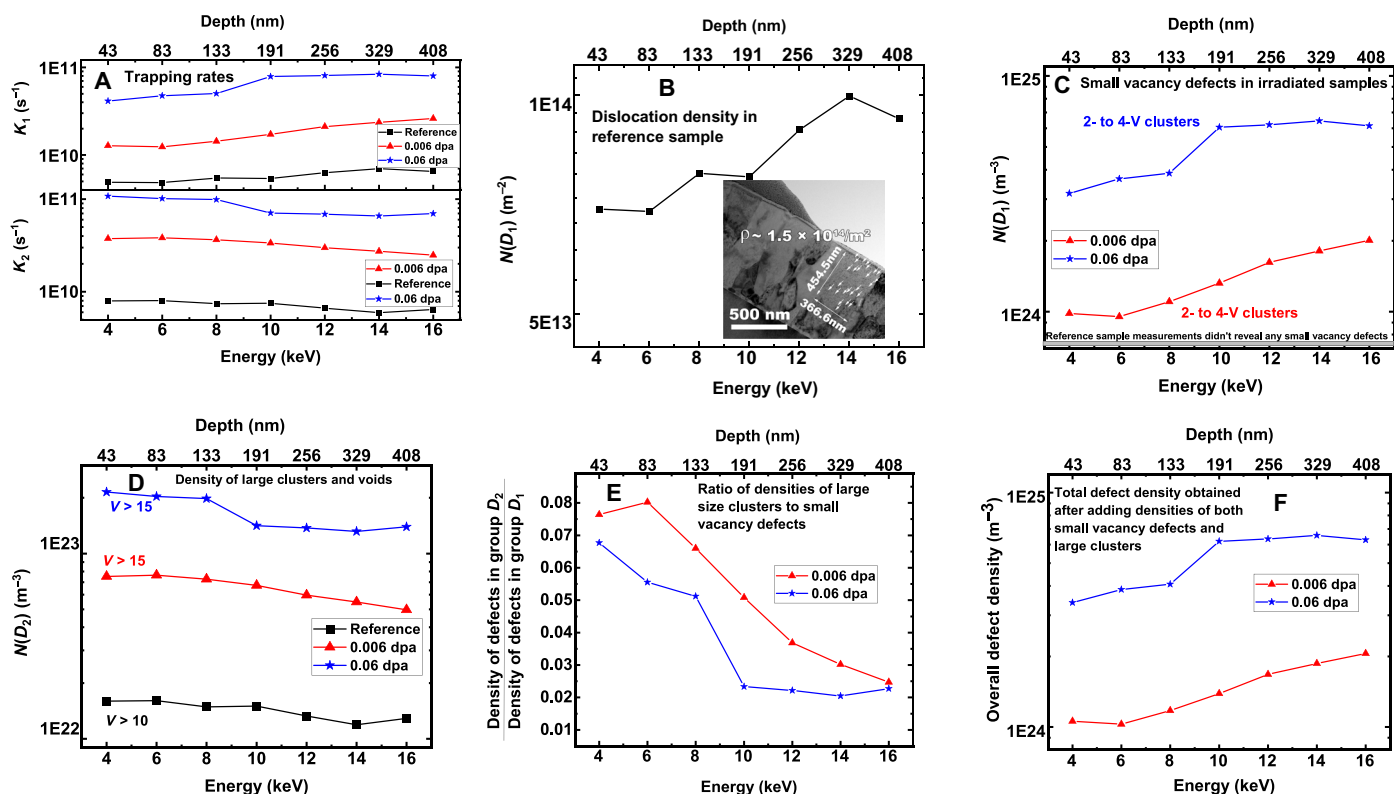 Depth (nm)
43 83 133 191 256 329 408
A Trapping rates
1E11
1E10
K₁ (s⁻¹)
Reference
0.006 dpa
0.06 dpa
1E11
1E10
K₂ (s⁻¹)
0.006 dpa
Reference
0.06 dpa
4 6 8 10 12 14 16
Energy (keV)
Depth (nm)
43 83 133 191 256 329 408
B
Dislocation density in
reference sample
1E14
5E13
N(D₁) (m⁻²)
ρ~ 1.5 × 10¹⁴/m²
454.5nm
366.6nm
500 nm
4 6 8 10 12 14 16
Energy (keV)
Depth (nm)
43 83 133 191 256 329 408
C Small vacancy defects in irradiated samples
1E25
1E24
N(D₁) (m⁻³)
2- to 4-V clusters
0.006 dpa
0.06 dpa
2- to 4-V clusters
Reference sample measurements didn't reveal any small vacancy defects
4 6 8 10 12 14 16
Energy (keV)
Depth (nm)
43 83 133 191 256 329 408
D
Density of large clusters and voids
1E23
1E22
N(D₂) (m⁻³)
V > 15
V > 15
Reference
0.006 dpa
0.06 dpa
V > 10
4 6 8 10 12 14 16
Energy (keV)
Depth (nm)
43 83 133 191 256 329 408
E Ratio of densities of large
size clusters to small
vacancy defects
0.08
0.07
0.06
0.05
0.04
0.03
0.02
0.01
Density of defects in group D₂
Density of defects in group D₁
0.006 dpa
0.06 dpa
4 6 8 10 12 14 16
Energy (keV)
Depth (nm)
43 83 133 191 256 329 408
F
Total defect density obtained
after adding densities of both
small vacancy defects and
large clusters
1E25
1E24
Overall defect density (m⁻³)
0.006 dpa
0.06 dpa
4 6 8 10 12 14 16
Energy (keV)